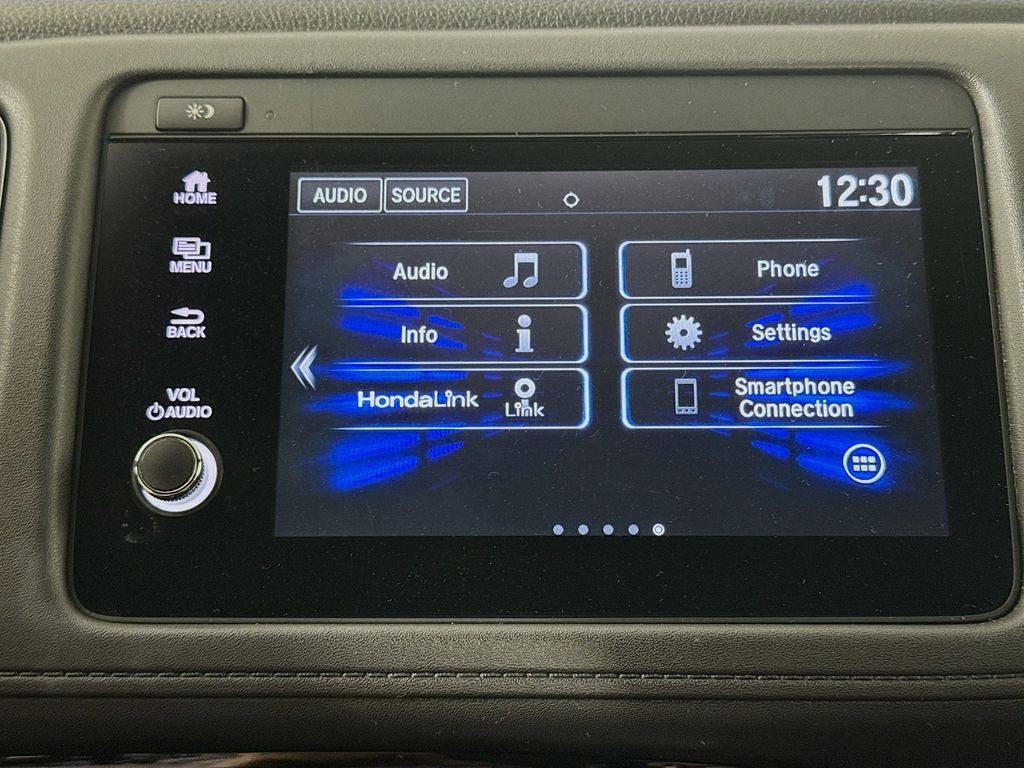 HOME
MENU
BACK
VOL
AUDIO
AUDIO SOURCE 12:30
Audio Phone
Info i Settings
HondaLink Link Smartphone
Connection